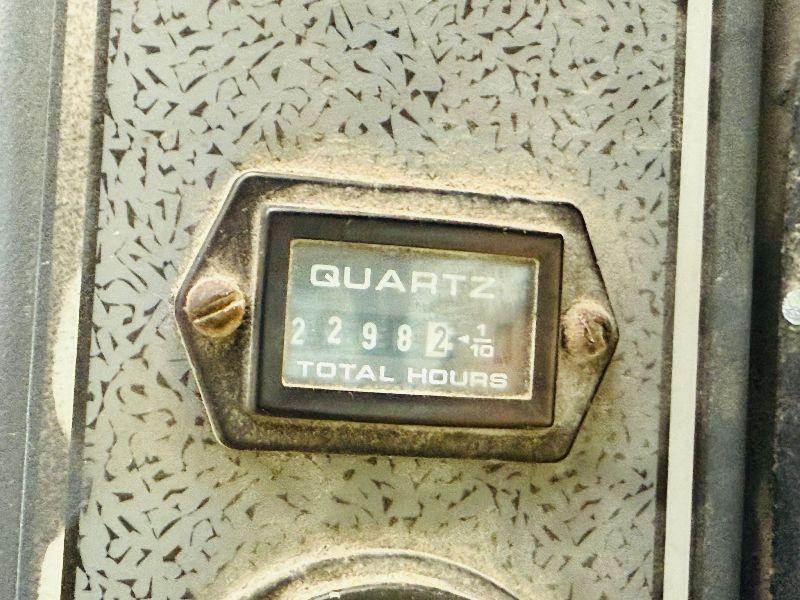 QUARTZ
2 2 9 8 2 ◄ 1/10
TOTAL HOURS